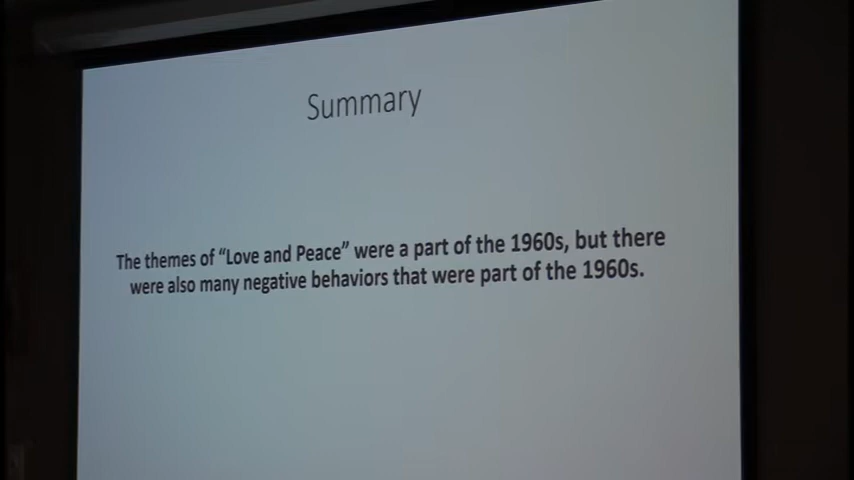 Summary
The themes of “Love and Peace” were a part of the 1960s, but there
were also many negative behaviors that were part of the 1960s.